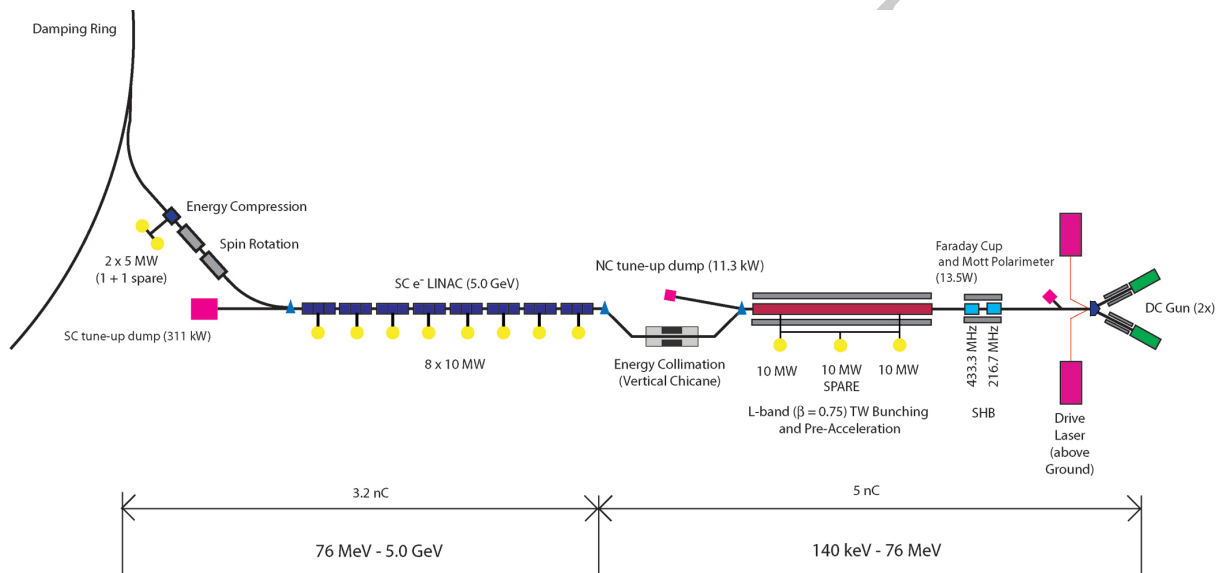 Damping Ring
Energy Compression
Spin Rotation
2 x 5 MW
(1 + 1 spare)
SC tune-up dump (311 kW)
SC e⁻ LINAC (5.0 GeV)
8 x 10 MW
NC tune-up dump (11.3 kW)
Energy Collimation
(Vertical Chicane)
10 MW
10 MW
SPARE
10 MW
L-band (β = 0.75) TW Bunching
and Pre-Acceleration
Faraday Cup
and Mott Polarimeter
(13.5W)
433.3 MHz
216.7 MHz
SHB
DC Gun (2x)
Drive
Laser
(above
Ground)
3.2 nC
5 nC
76 MeV - 5.0 GeV
140 keV - 76 MeV